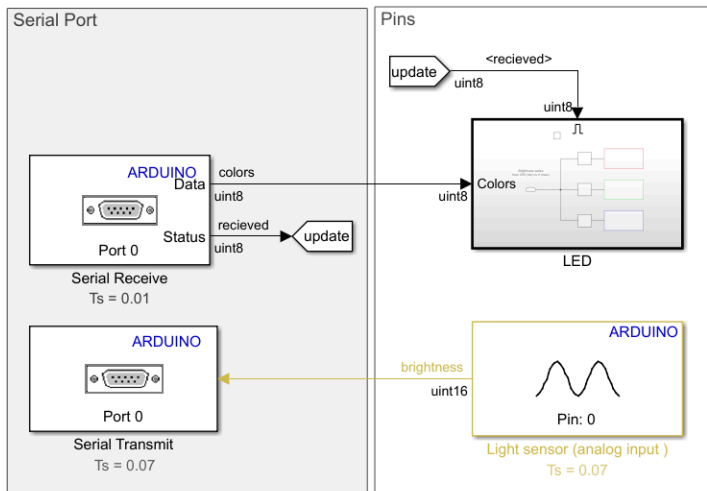 Serial Port
ARDUINO
Data
Status
Port 0
Serial Receive
Ts = 0.01
colors
uint8
recieved
uint8
update
ARDUINO
Port 0
Serial Transmit
Ts = 0.07
Pins
update
<recieved>
uint8
uint8
uint8
Colors
LED
brightness
uint16
ARDUINO
Pin: 0
Light sensor (analog input )
Ts = 0.07